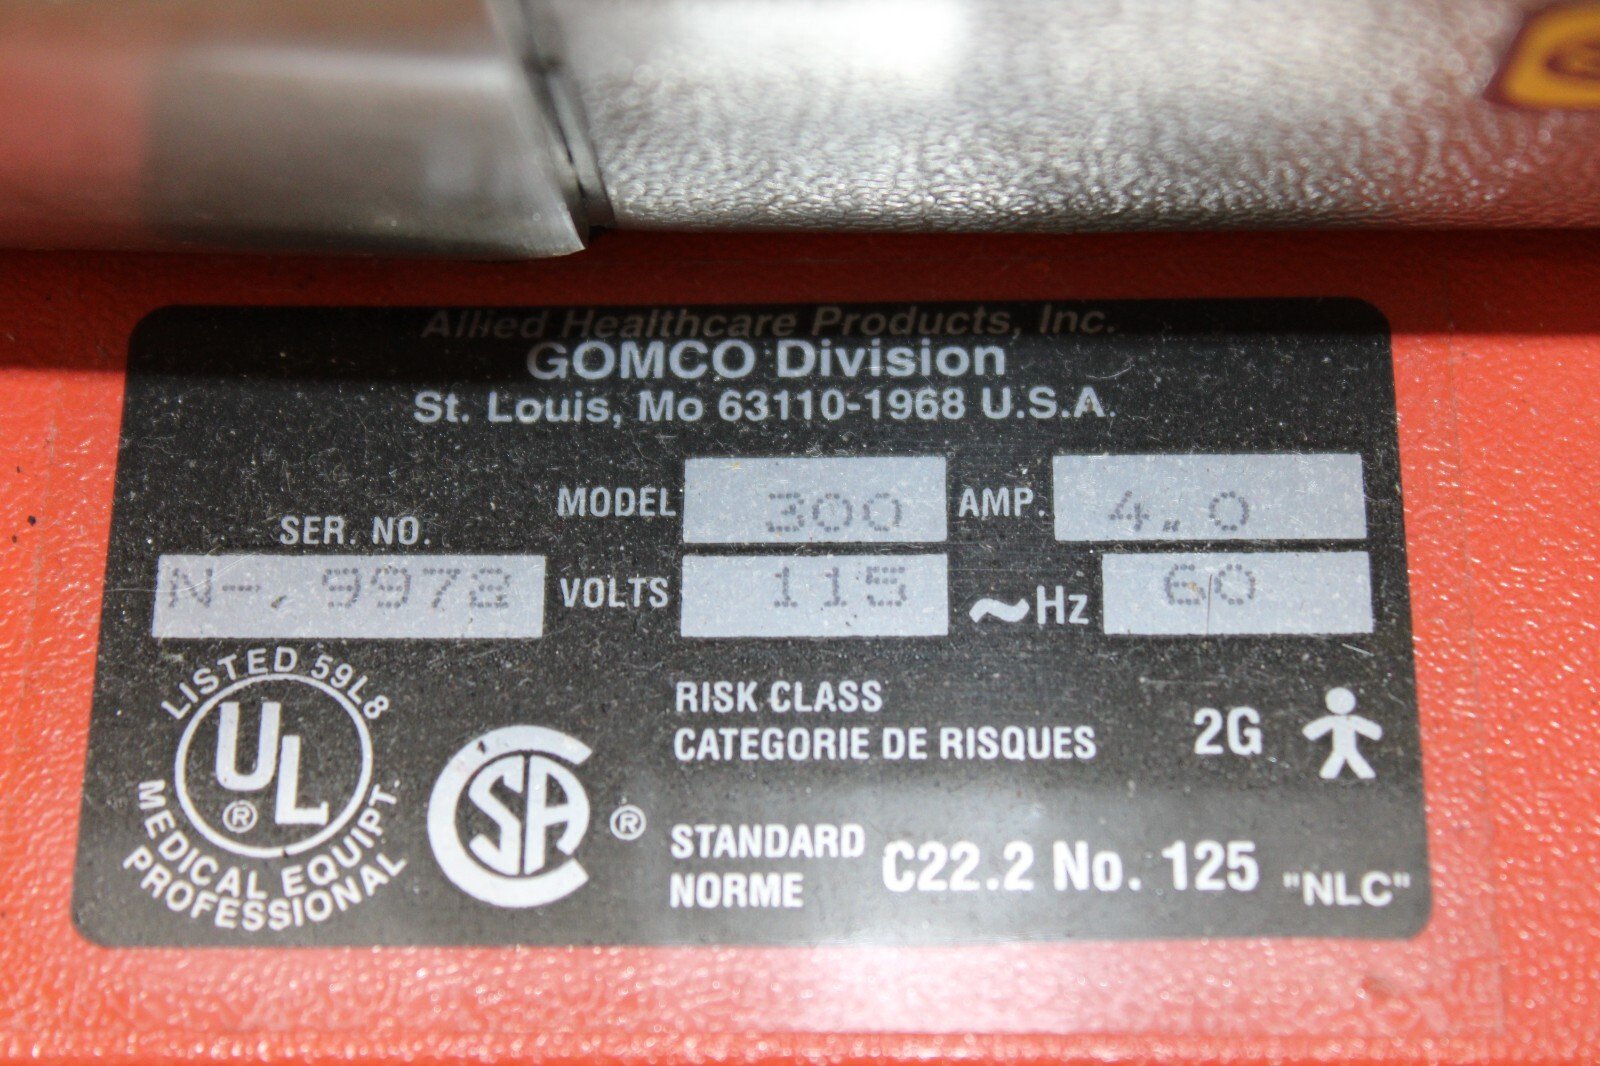 Allied Healthcare Products, Inc.
GOMCO Division
St. Louis, Mo 63110-1968 U.S.A.
MODEL 300 AMP. 4.0
SER. NO.
N-.9972 VOLTS 115 ~Hz 60
LISTED 59L8
UL®
MEDICAL EQUIPT.
PROFESSIONAL
CSA®
RISK CLASS
CATEGORIE DE RISQUES 2G
STANDARD
NORME C22.2 No. 125 "NLC"